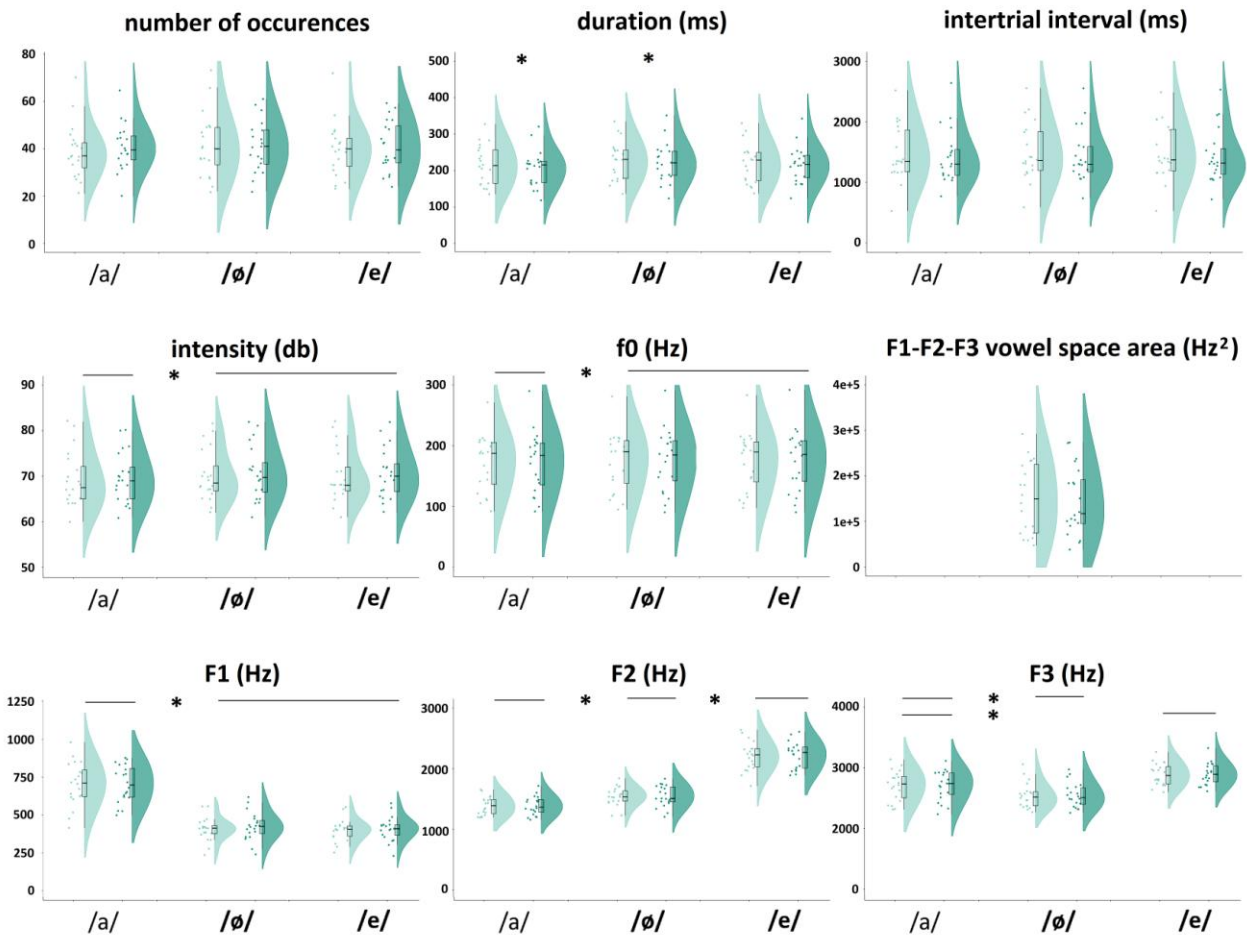 number of occurences
80
60
40
20
0
/a/ /ø/ /e/
duration (ms)
* *
500
400
300
200
100
0
/a/ /ø/ /e/
intertrial interval (ms)
3000
2000
1000
0
/a/ /ø/ /e/
intensity (db)
*
90
80
70
60
50
/a/ /ø/ /e/
f0 (Hz)
*
300
200
100
0
/a/ /ø/ /e/
F1-F2-F3 vowel space area (Hz²)
4e+5
3e+5
2e+5
1e+5
0
F1 (Hz)
*
1250
1000
750
500
250
0
/a/ /ø/ /e/
F2 (Hz)
* *
3000
2000
1000
0
/a/ /ø/ /e/
F3 (Hz)
*
*
4000
3000
2000
0
/a/ /ø/ /e/